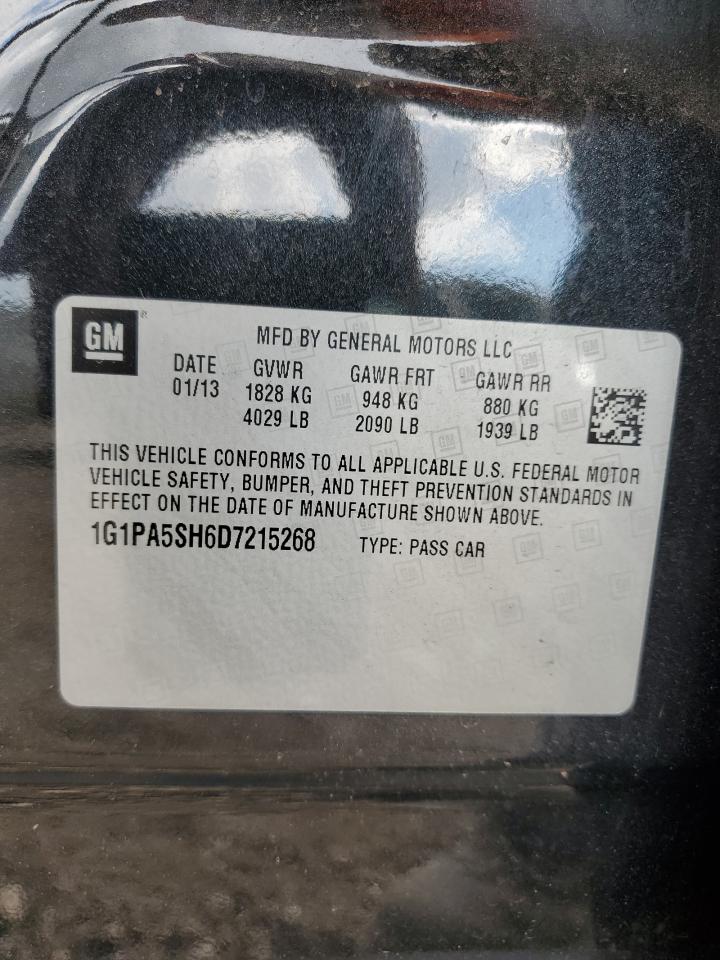 GM ®
MFD BY GENERAL MOTORS LLC
DATE GVWR GAWR FRT GAWR RR
01/13 1828 KG 948 KG 880 KG
4029 LB 2090 LB 1939 LB
THIS VEHICLE CONFORMS TO ALL APPLICABLE U.S. FEDERAL MOTOR
VEHICLE SAFETY, BUMPER, AND THEFT PREVENTION STANDARDS IN
EFFECT ON THE DATE OF MANUFACTURE SHOWN ABOVE.
1G1PA5SH6D7215268 TYPE: PASS CAR